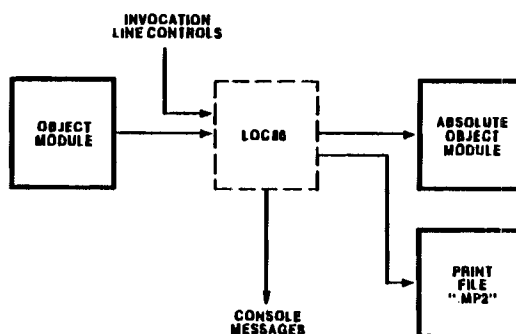 INVOCATION
LINE CONTROLS
OBJECT
MODULE
LOC86
ABSOLUTE
OBJECT
MODULE
PRINT
FILE
".MP2"
CONSOLE
MESSAGES